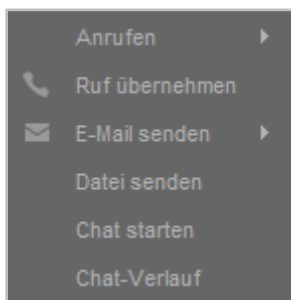 Anrufen
Ruf übernehmen
E-Mail senden
Datei senden
Chat starten
Chat-Verlauf